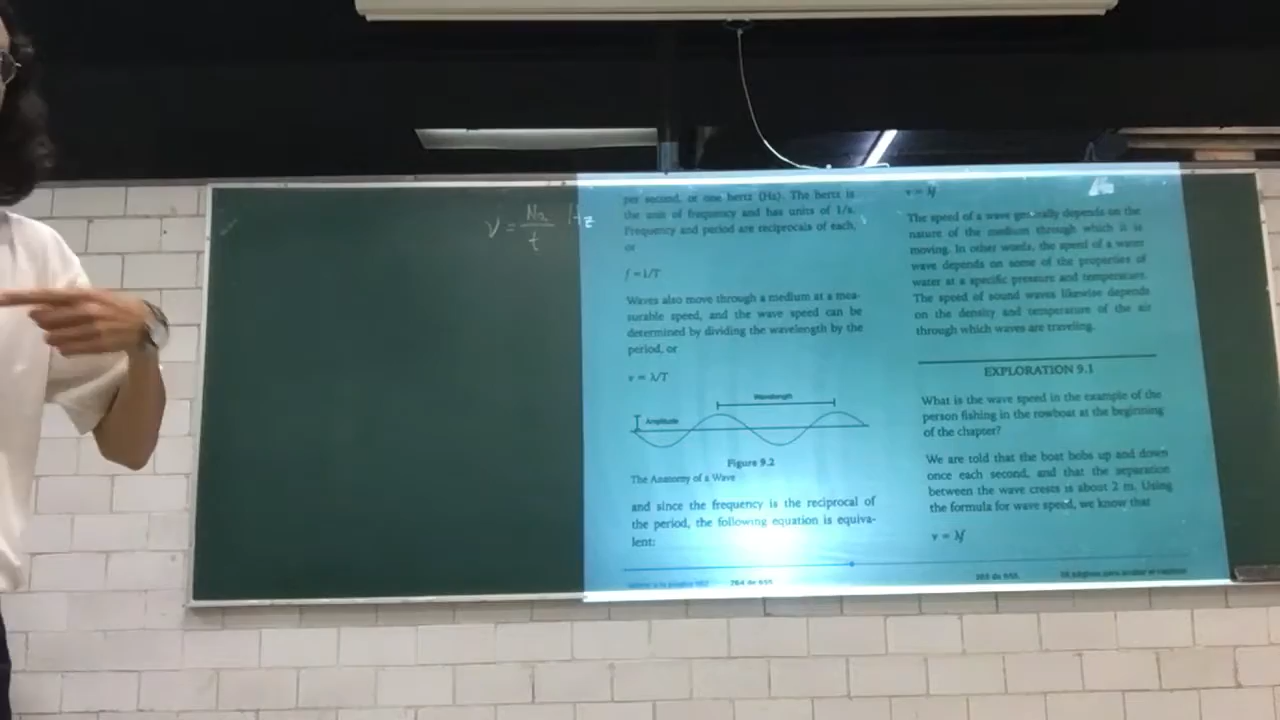 ν = No/t Hz
per second, or one hertz (Hz). The hertz is
the unit of frequency and has units of 1/s.
Frequency and period are reciprocals of each,
or
f = 1/T
Waves also move through a medium at a mea-
surable speed, and the wave speed can be
determined by dividing the wavelength by the
period, or
v = λ/T
Wavelength
Amplitude
Figure 9.2
The Anatomy of a Wave
and since the frequency is the reciprocal of
the period, the following equation is equiva-
lent:
764 de 955
v = λf
The speed of a wave generally depends on the
nature of the medium through which it is
moving. In other words, the speed of a water
wave depends on some of the properties of
water at a specific pressure and temperature.
The speed of sound waves likewise depends
on the density and temperature of the air
through which waves are traveling.
EXPLORATION 9.1
What is the wave speed in the example of the
person fishing in the rowboat at the beginning
of the chapter?
We are told that the boat bobs up and down
once each second, and that the separation
between the wave crests is about 2 m. Using
the formula for wave speed, we know that
v = λf